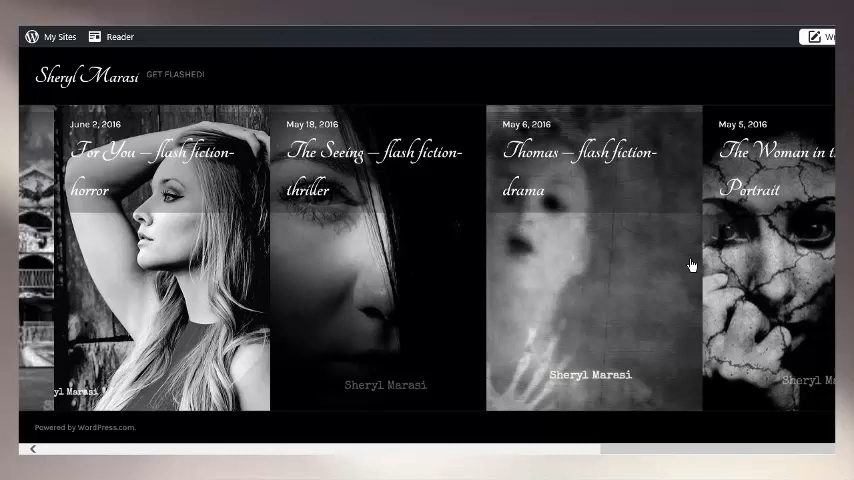 My Sites Reader
Sheryl Marasi GET FLASHED!
June 2, 2016
For You – flash fiction-
horror
May 18, 2016
The Seeing – flash fiction-
thriller
May 6, 2016
Thomas – flash fiction-
drama
May 5, 2016
The Woman in
Portrait
yl Marasi
Sheryl Marasi
Sheryl Marasi
Sheryl M
Powered by WordPress.com.